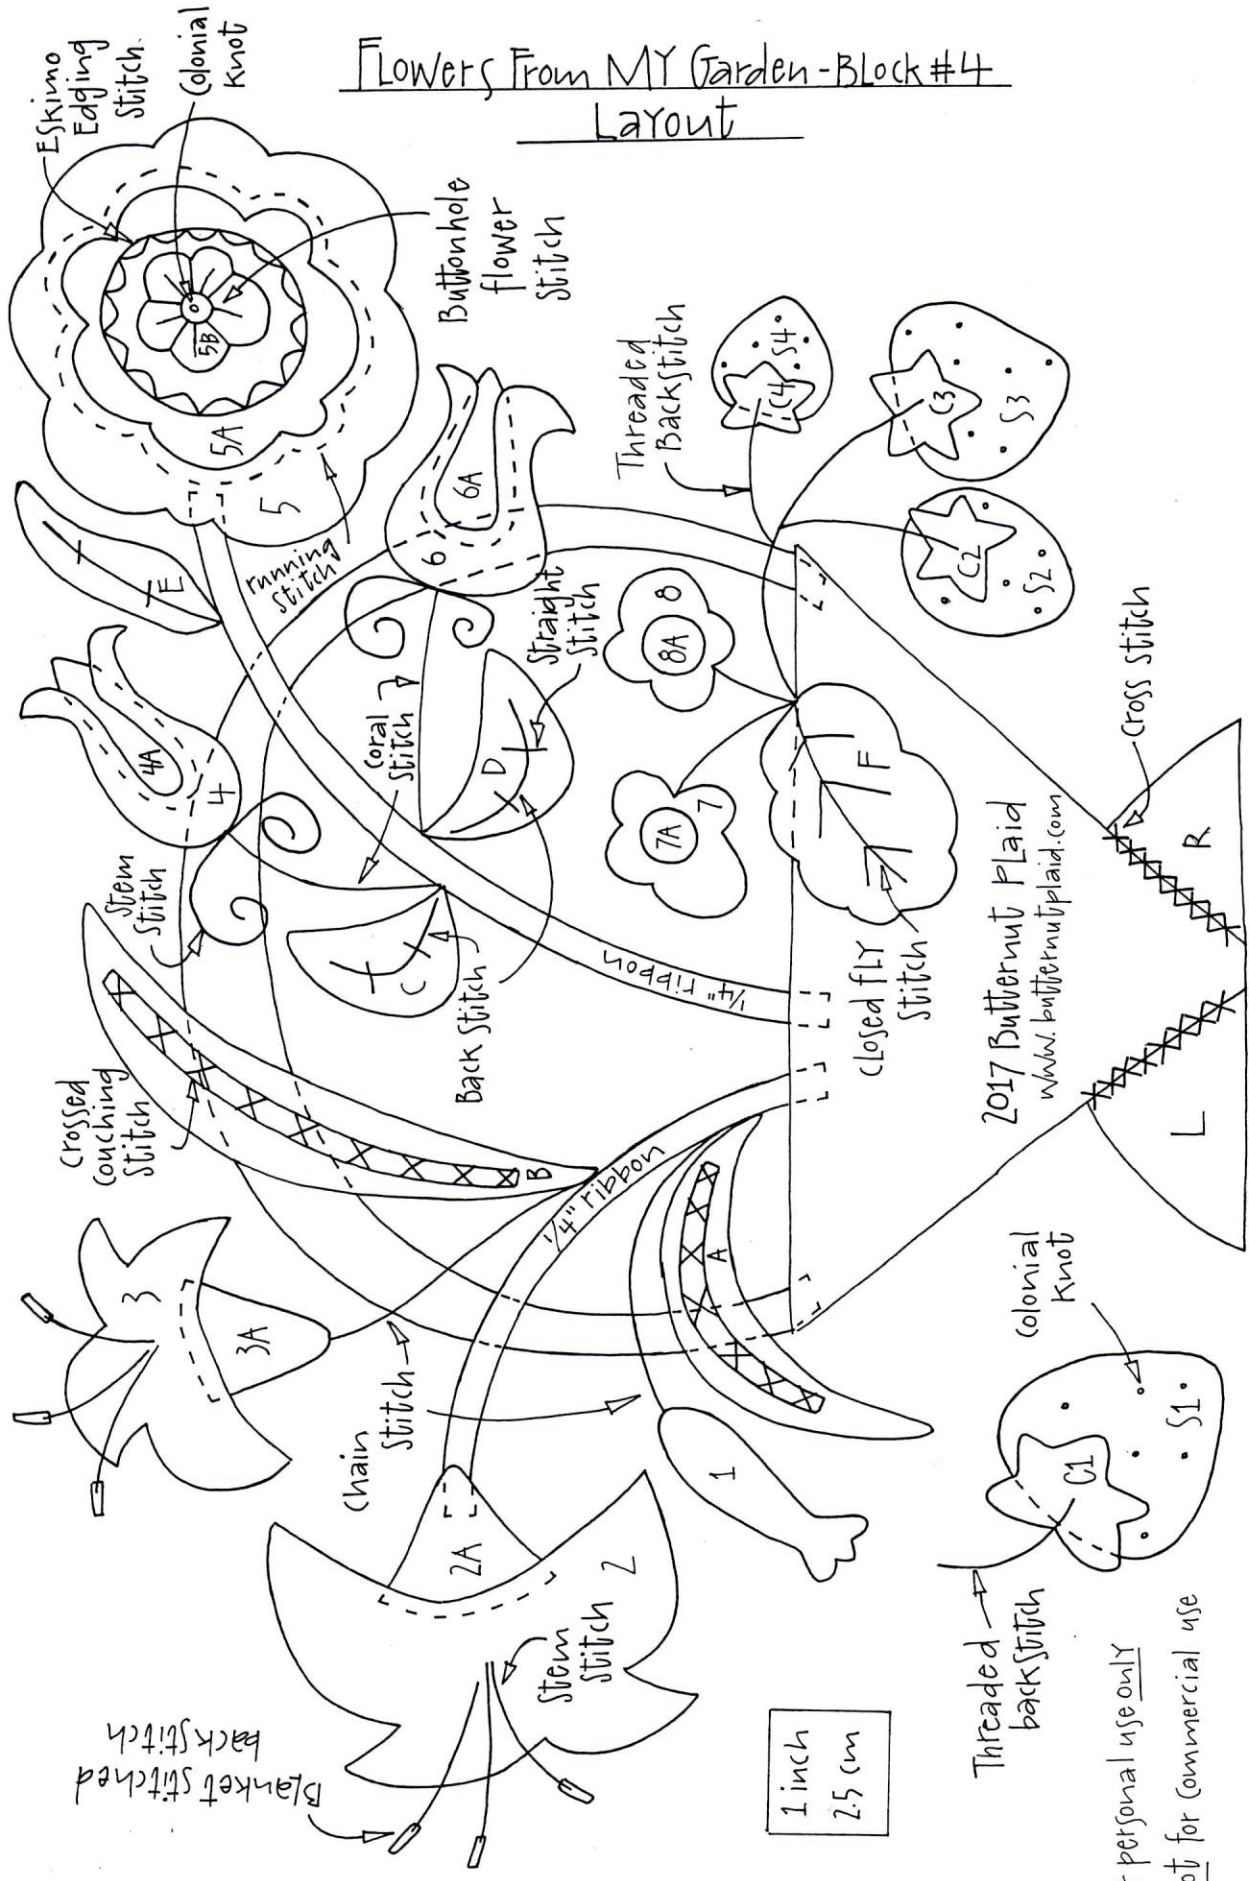 Flowers From MY Garden - Block #4
Layout
Eskimo
Edging
Stitch.
Colonial
Knot
5B
5A
5
Buttonhole
flower
stitch
running
stitch
E
6A
6
Threaded
Backstitch
C4
S4
C3
S3
C2
S2
4A
4
Coral
Stitch
D
Straight
Stitch
8A
8
7A
7
F
Cross Stitch
R
Stem
Stitch
C
Back Stitch
1/4" ribbon
Closed fly
Stitch
2017 Butternut Plaid
www.butternutplaid.com
L
Crossed
Couching
Stitch
B
1/4" ribbon
A
3
3A
Chain
Stitch
Colonial
Knot
2A
2
1
C1
S1
Stem
Stitch
Threaded
backstitch
Blanket stitched
backstitch
1 inch
2.5 cm
personal use only
for commercial use